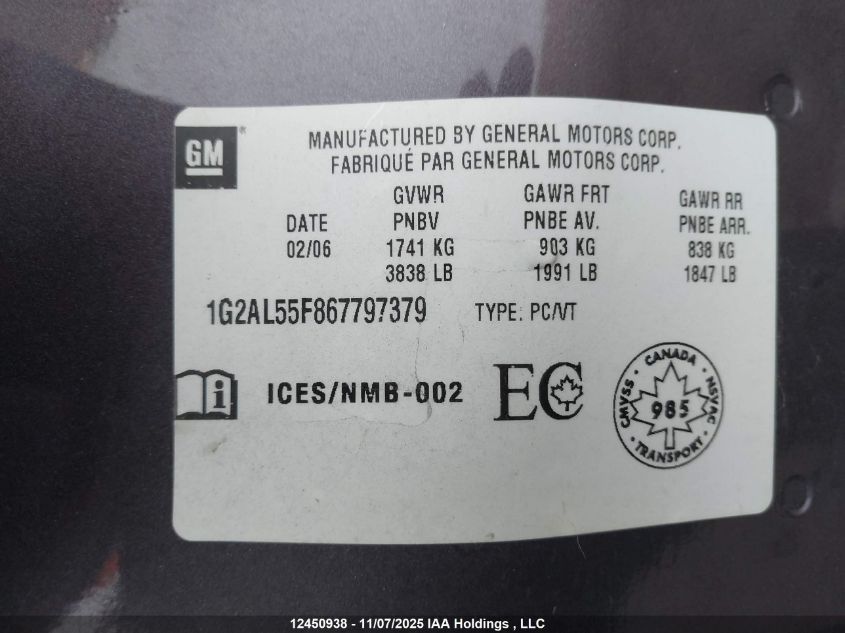 GM
MANUFACTURED BY GENERAL MOTORS CORP.
FABRIQUÉ PAR GENERAL MOTORS CORP.
GVWR GAWR FRT GAWR RR
DATE PNBV PNBE AV. PNBE ARR.
02/06 1741 KG 903 KG 838 KG
3838 LB 1991 LB 1847 LB
1G2AL55F867797379 TYPE: PC/VT
i ICES/NMB-002 EC
CANADA
CMVSS 985 NSVAC
TRANSPORT
12450938 - 11/07/2025 IAA Holdings , LLC